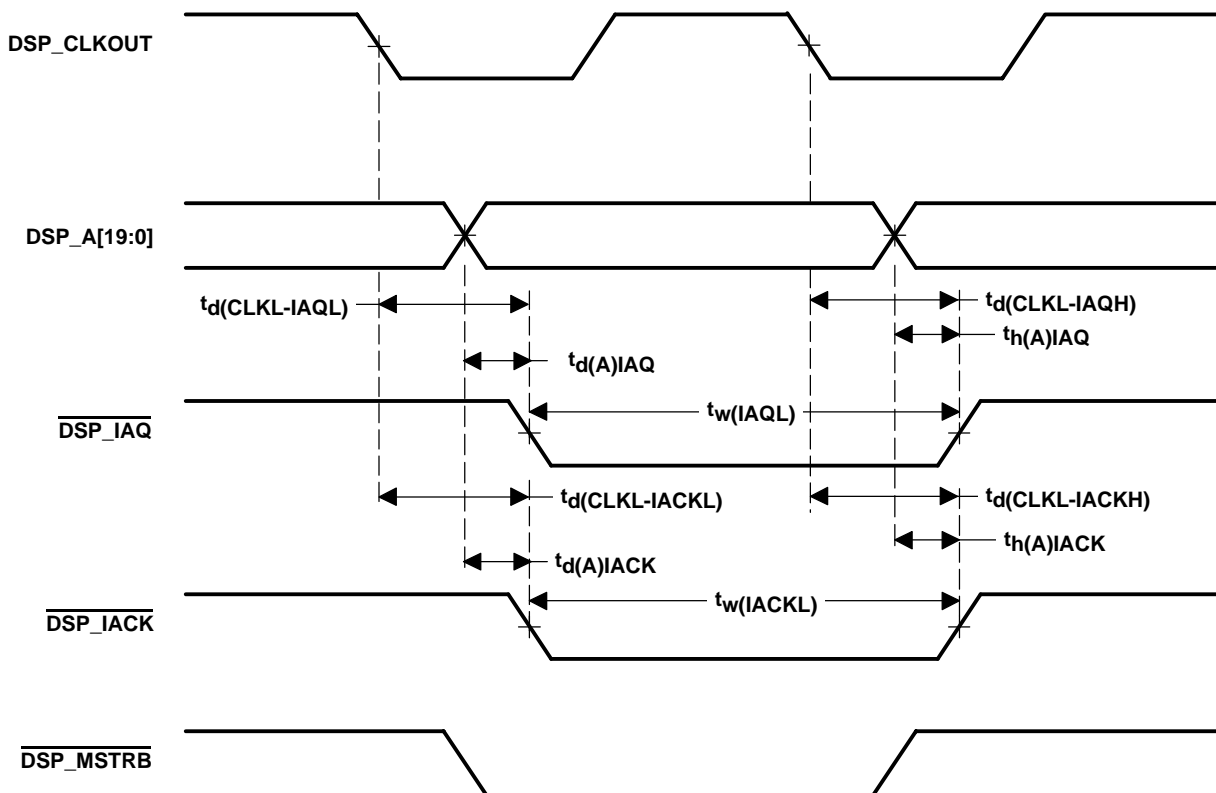 DSP_CLKOUT
DSP_A[19:0]
td(CLKL-IAQL)
td(CLKL-IAQH)
th(A)IAQ
td(A)IAQ
tw(IAQL)
DSP_IAQ
td(CLKL-IACKL)
td(CLKL-IACKH)
th(A)IACK
td(A)IACK
tw(IACKL)
DSP_IACK
DSP_MSTRB